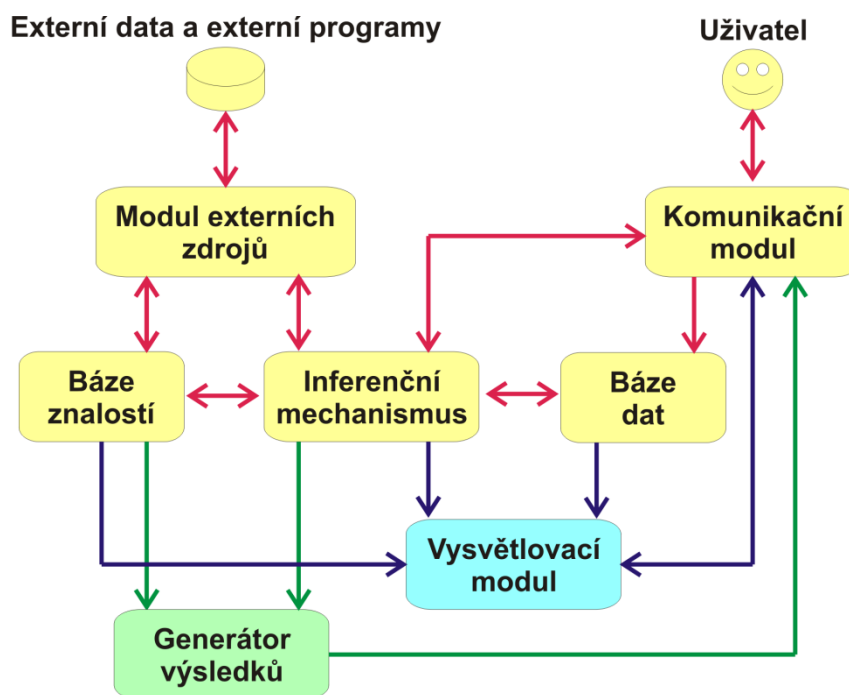 Externí data a externí programy
Uživatel
Modul externích
zdrojů
Komunikační
modul
Báze
znalostí
Inferenční
mechanismus
Báze
dat
Vysvětlovací
modul
Generátor
výsledků